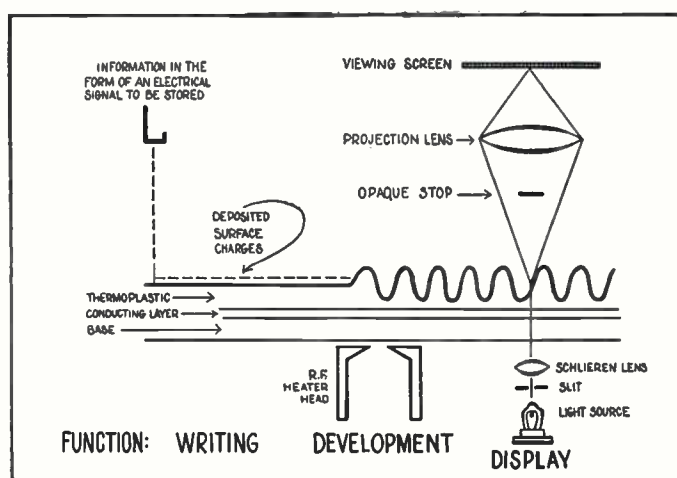 INFORMATION IN THE
FORM OF AN ELECTRICAL
SIGNAL TO BE STORED
VIEWING SCREEN
PROJECTION LENS
OPAQUE STOP
DEPOSITED
SURFACE
CHARGES
THERMOPLASTIC
CONDUCTING LAYER
BASE
R.F.
HEATER
HEAD
SCHLIEREN LENS
SLIT
LIGHT SOURCE
FUNCTION: WRITING DEVELOPMENT DISPLAY